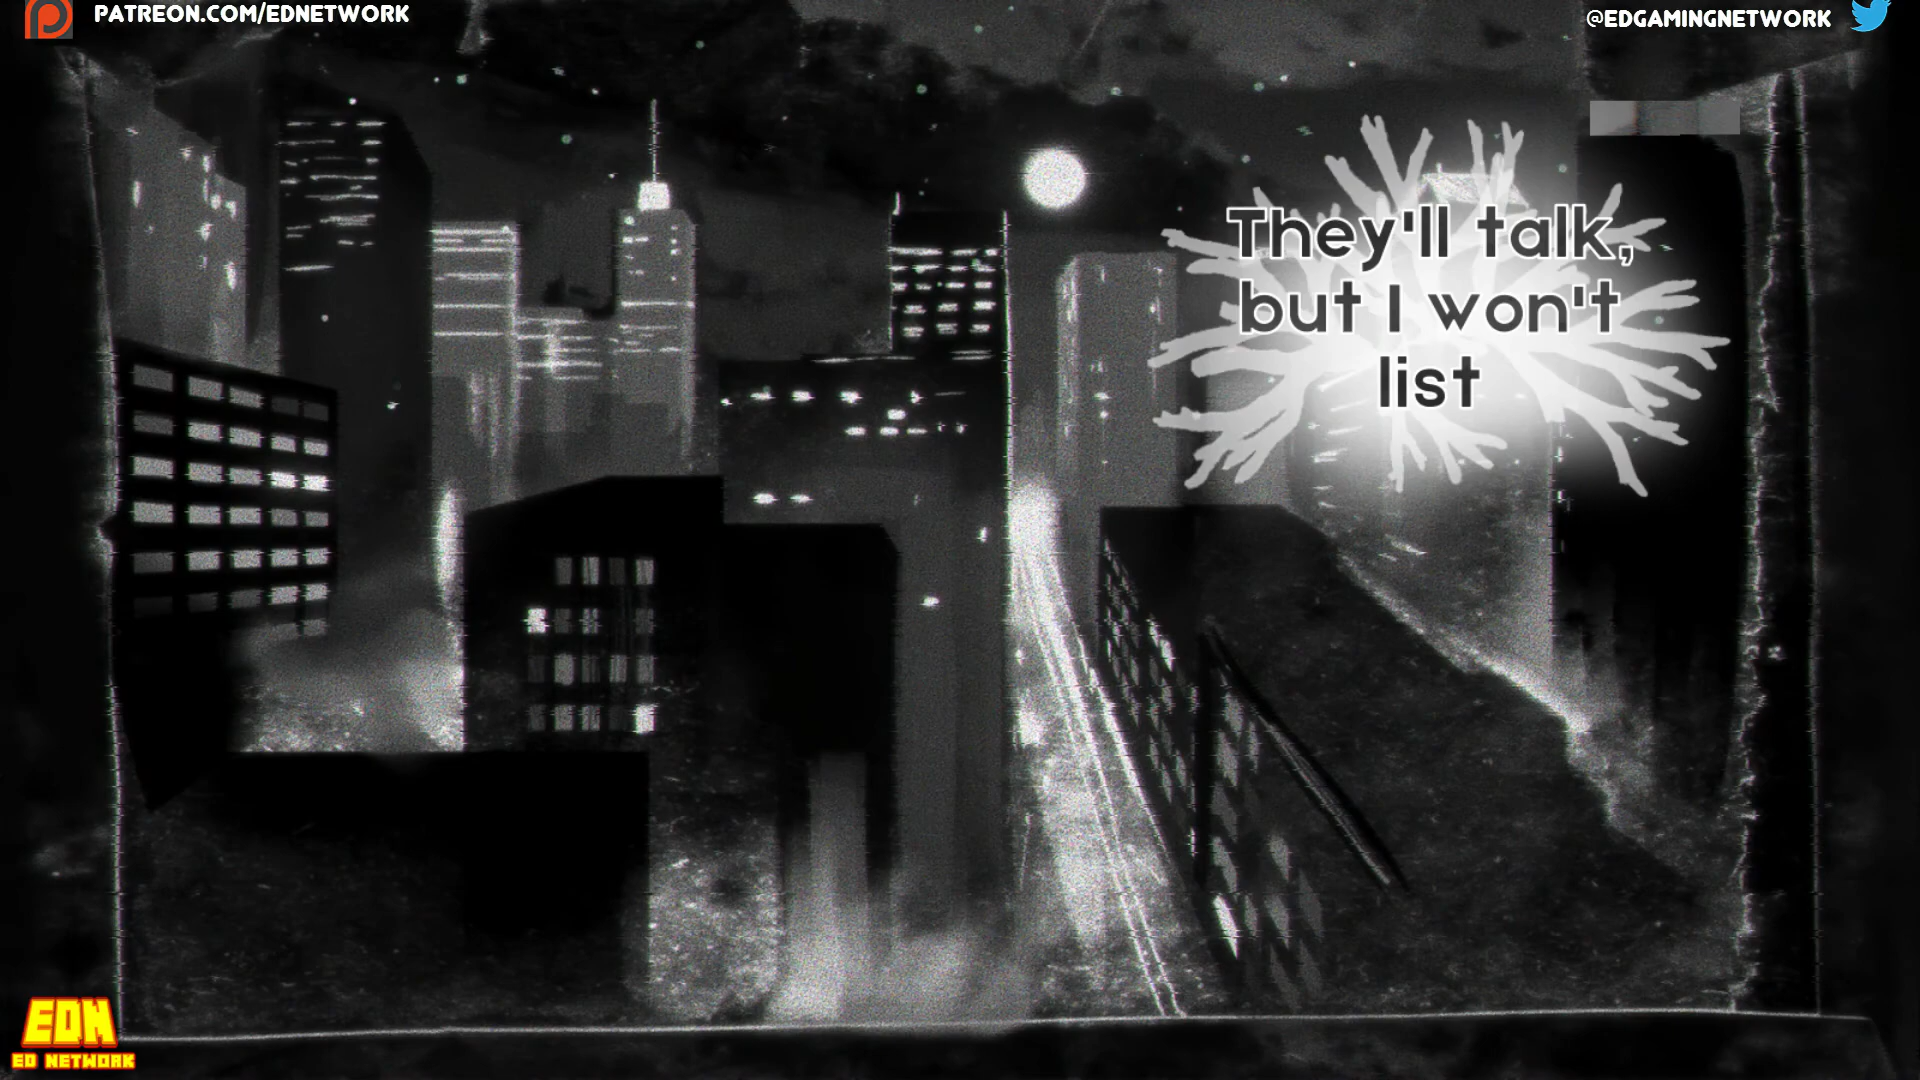 PATREON.COM/EDNETWORK
@EDGAMINGNETWORK
They'll talk,
but I won't
list
EDN
ED NETWORK